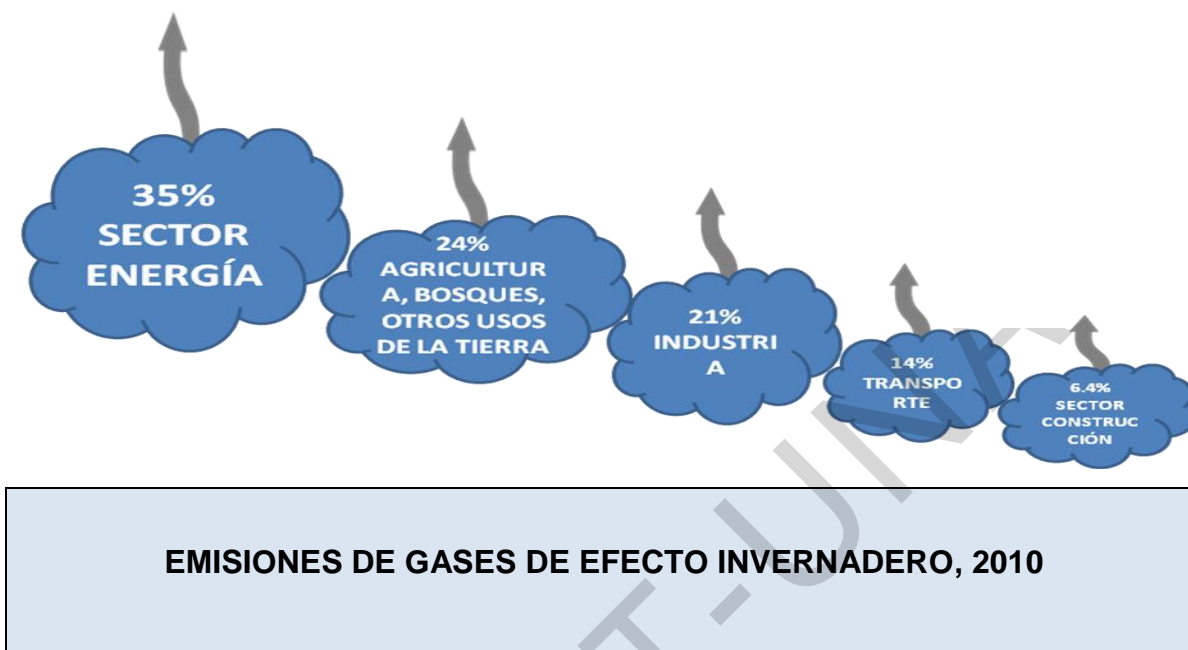 35%
SECTOR
ENERGÍA
24%
AGRICULTUR
A, BOSQUES,
OTROS USOS
DE LA TIERRA
21%
INDUSTRI
A
14%
TRANSPO
RTE
6.4%
SECTOR
CONSTRUC
CIÓN
EMISIONES DE GASES DE EFECTO INVERNADERO, 2010